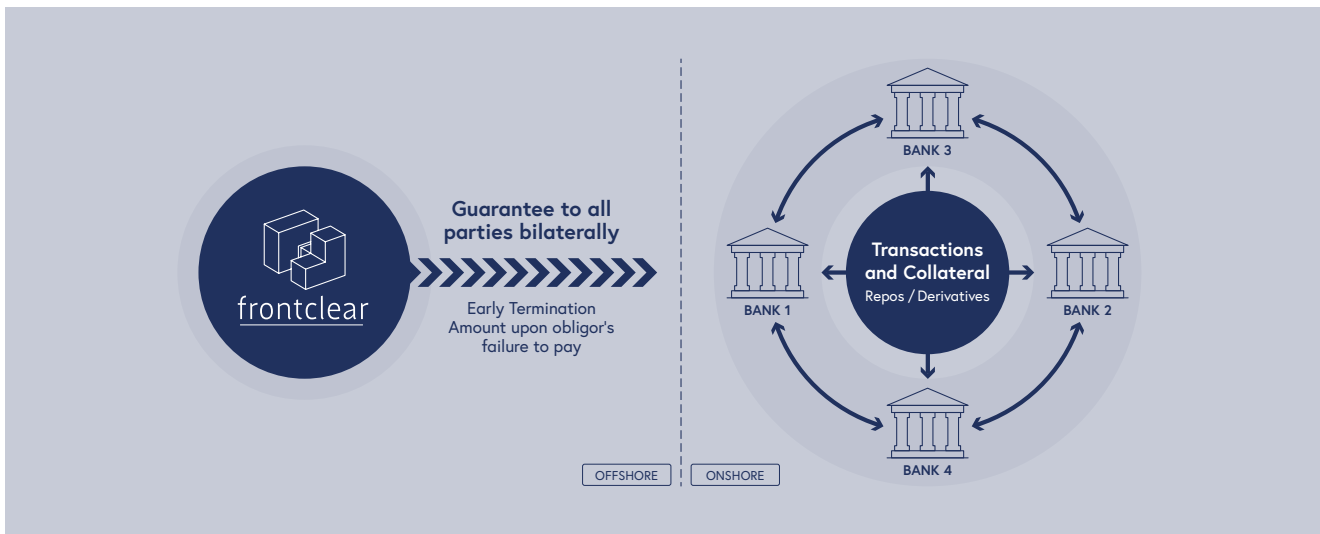 frontclear
Guarantee to all
parties bilaterally
Early Termination
Amount upon obligor's
failure to pay
OFFSHORE
ONSHORE
BANK 3
BANK 1
Transactions
and Collateral
Repos / Derivatives
BANK 2
BANK 4